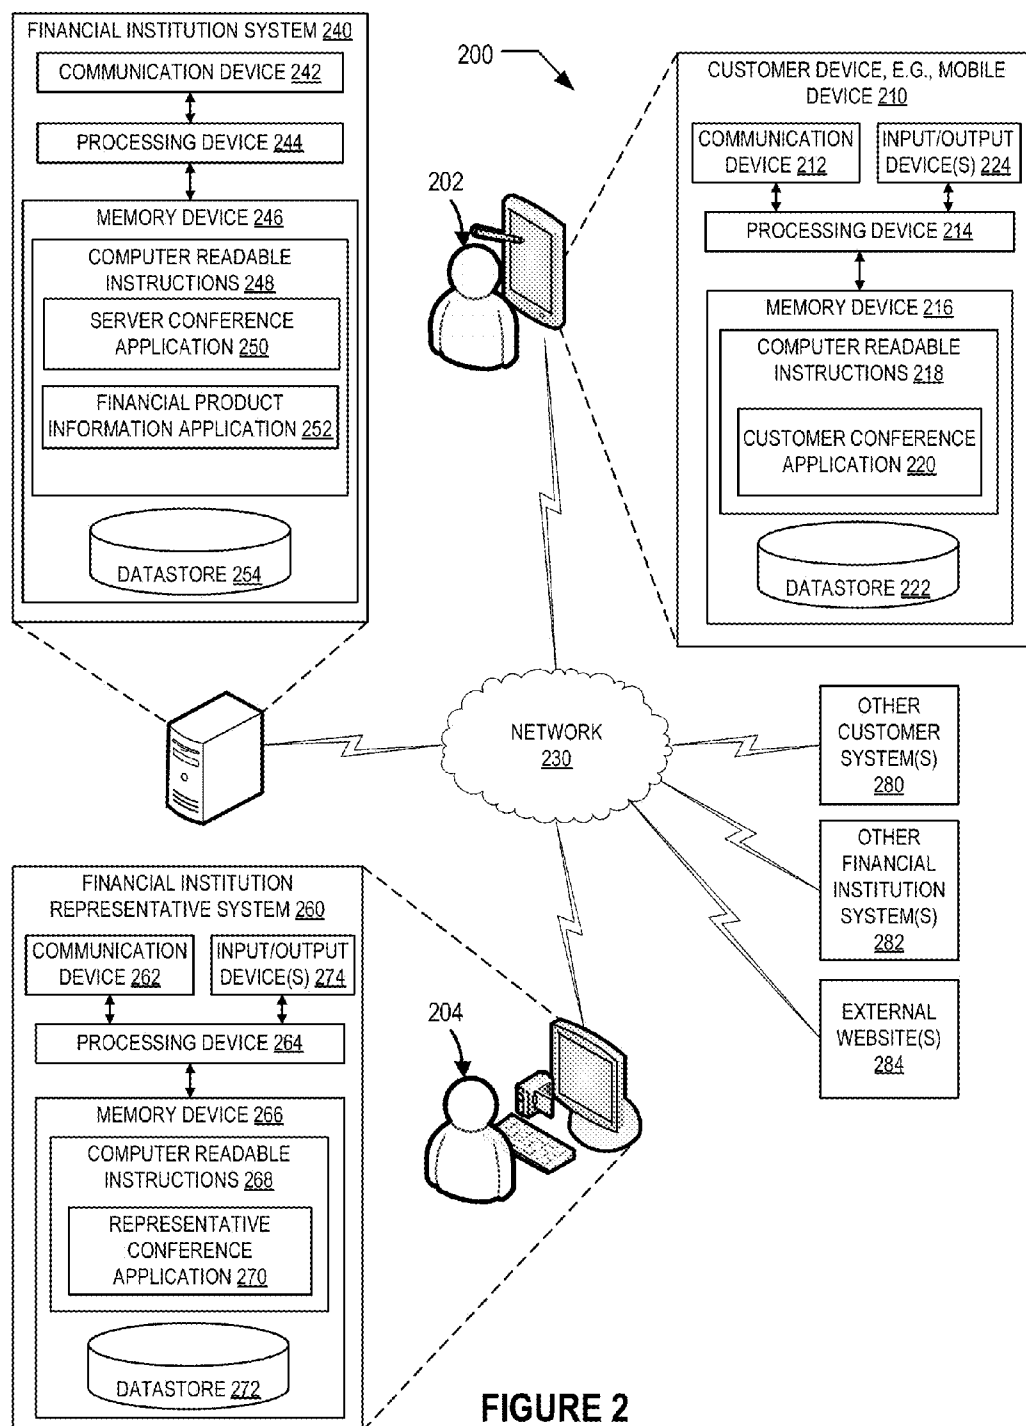 FINANCIAL INSTITUTION SYSTEM 240
COMMUNICATION DEVICE 242
PROCESSING DEVICE 244
MEMORY DEVICE 246
COMPUTER READABLE
INSTRUCTIONS 248
SERVER CONFERENCE
APPLICATION 250
FINANCIAL PRODUCT
INFORMATION APPLICATION 252
DATASTORE 254
200
202
CUSTOMER DEVICE, E.G., MOBILE
DEVICE 210
COMMUNICATION
DEVICE 212
INPUT/OUTPUT
DEVICE(S) 224
PROCESSING DEVICE 214
MEMORY DEVICE 216
COMPUTER READABLE
INSTRUCTIONS 218
CUSTOMER CONFERENCE
APPLICATION 220
DATASTORE 222
NETWORK
230
OTHER
CUSTOMER
SYSTEM(S)
280
OTHER
FINANCIAL
INSTITUTION
SYSTEM(S)
282
EXTERNAL
WEBSITE(S)
284
FINANCIAL INSTITUTION
REPRESENTATIVE SYSTEM 260
COMMUNICATION
DEVICE 262
INPUT/OUTPUT
DEVICE(S) 274
PROCESSING DEVICE 264
MEMORY DEVICE 266
COMPUTER READABLE
INSTRUCTIONS 268
REPRESENTATIVE
CONFERENCE
APPLICATION 270
DATASTORE 272
204
FIGURE 2